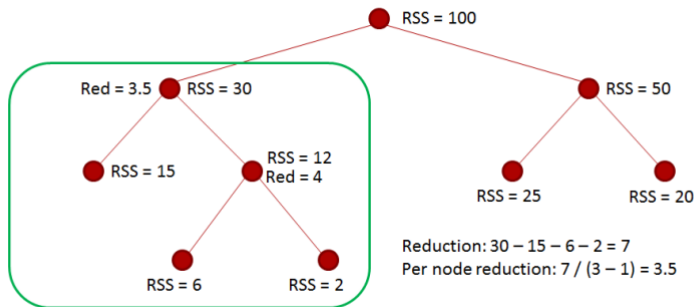 RSS = 100
Red = 3.5 RSS = 30
RSS = 50
RSS = 15
RSS = 12
Red = 4
RSS = 25
RSS = 20
RSS = 6
RSS = 2
Reduction: 30 – 15 – 6 – 2 = 7
Per node reduction: 7 / (3 – 1) = 3.5